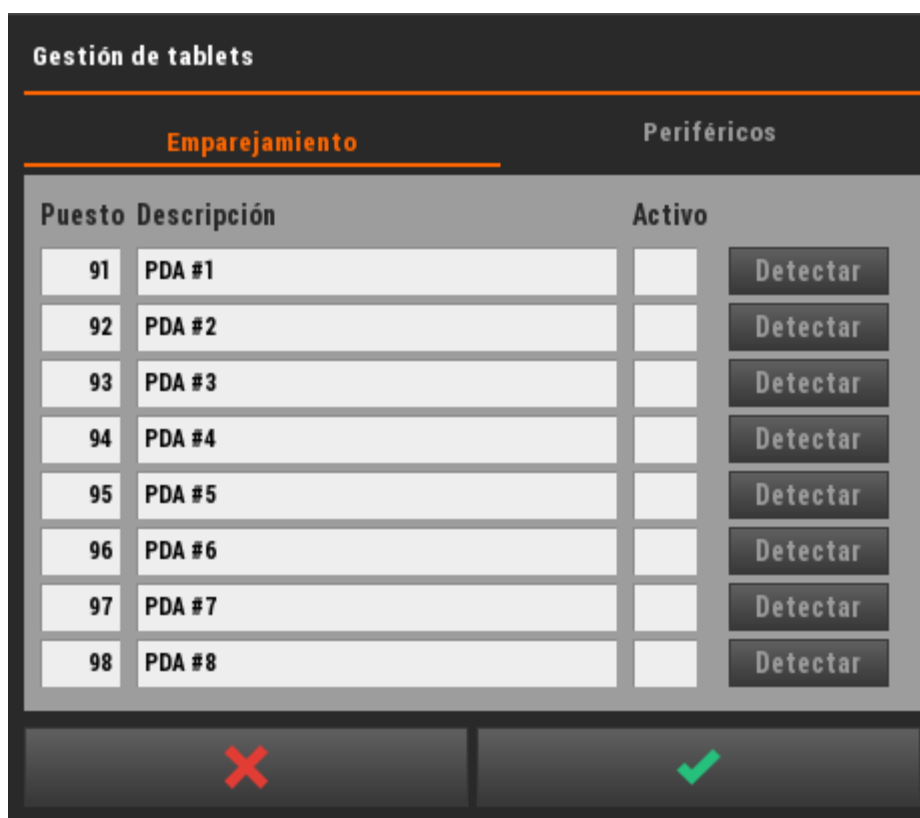 Gestión de tablets
Emparejamiento Periféricos
Puesto Descripción Activo
91 PDA #1 Detectar
92 PDA #2 Detectar
93 PDA #3 Detectar
94 PDA #4 Detectar
95 PDA #5 Detectar
96 PDA #6 Detectar
97 PDA #7 Detectar
98 PDA #8 Detectar